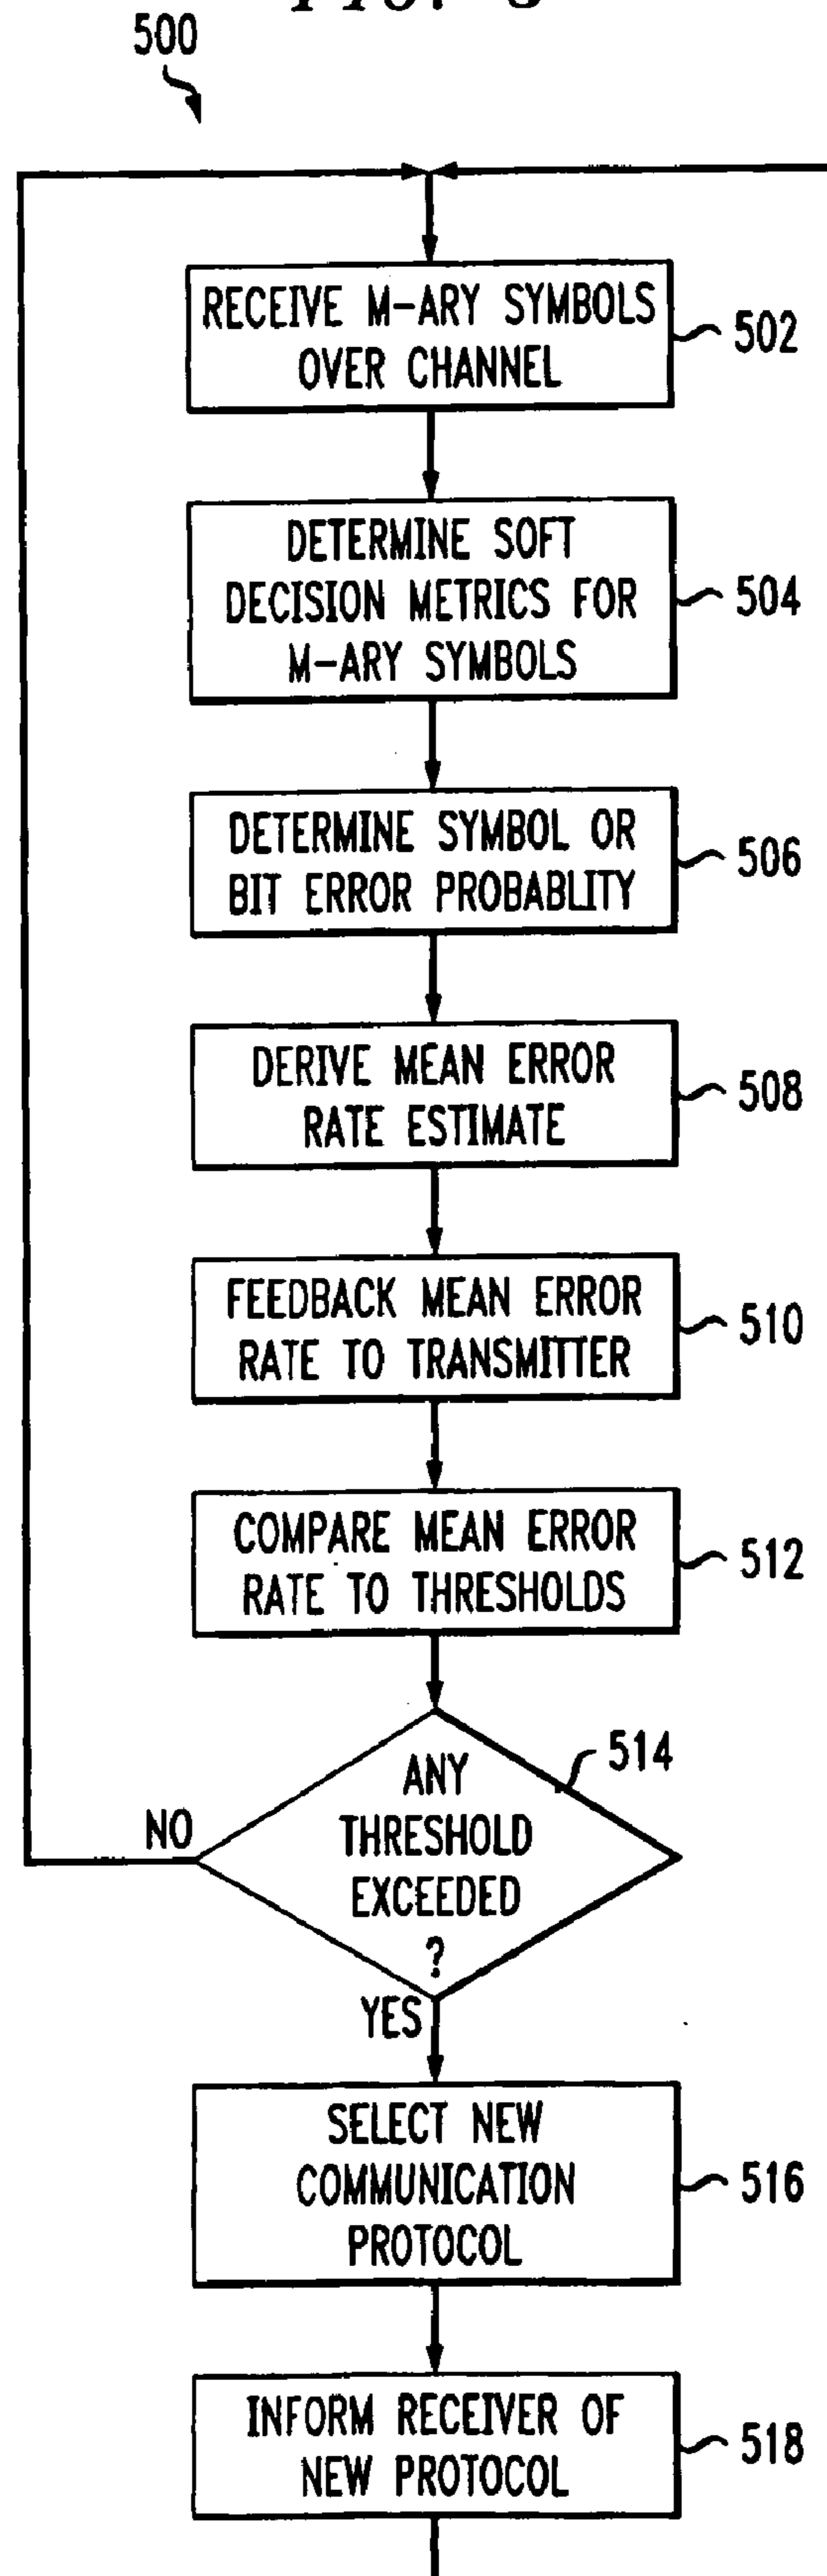 500
RECEIVE M-ARY SYMBOLS
OVER CHANNEL
502
DETERMINE SOFT
DECISION METRICS FOR
M-ARY SYMBOLS
504
DETERMINE SYMBOL OR
BIT ERROR PROBABLITY
506
DERIVE MEAN ERROR
RATE ESTIMATE
508
FEEDBACK MEAN ERROR
RATE TO TRANSMITTER
510
COMPARE MEAN ERROR
RATE TO THRESHOLDS
512
ANY
THRESHOLD
EXCEEDED
?
514
NO
YES
SELECT NEW
COMMUNICATION
PROTOCOL
516
INFORM RECEIVER OF
NEW PROTOCOL
518